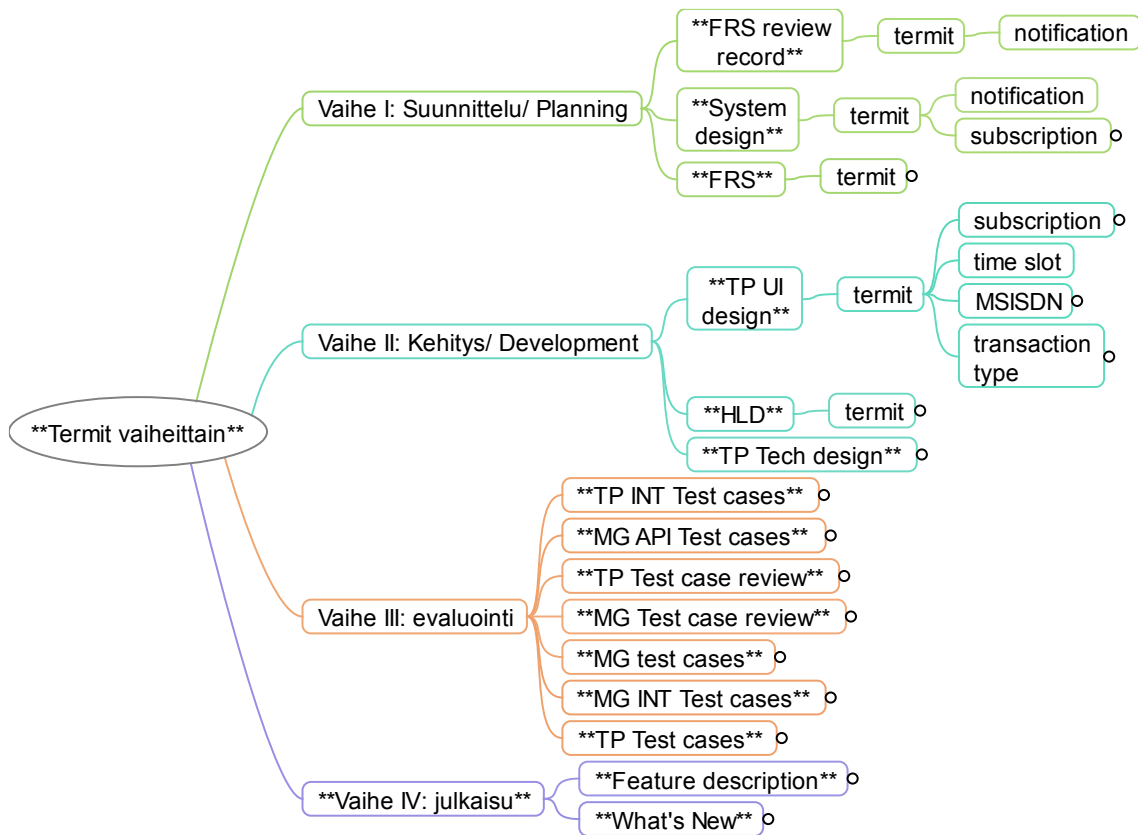 **Termit vaiheittain**
Vaihe I: Suunnittelu/ Planning
**FRS review
record**
termit
notification
**System
design**
termit
notification
subscription
**FRS**
termit
Vaihe II: Kehitys/ Development
**TP UI
design**
termit
subscription
time slot
MSISDN
transaction
type
**HLD**
termit
**TP Tech design**
Vaihe III: evaluointi
**TP INT Test cases**
**MG API Test cases**
**TP Test case review**
**MG Test case review**
**MG test cases**
**MG INT Test cases**
**TP Test cases**
**Vaihe IV: julkaisu**
**Feature description**
**What's New**